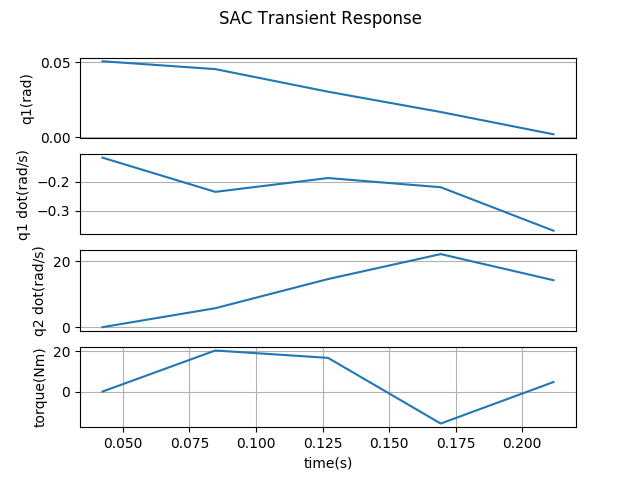 SAC Transient Response
q1(rad)
0.05
0.00
q1 dot(rad/s)
−0.2
−0.3
q2 dot(rad/s)
20
0
torque(Nm)
20
0
0.050 0.075 0.100 0.125 0.150 0.175 0.200
time(s)